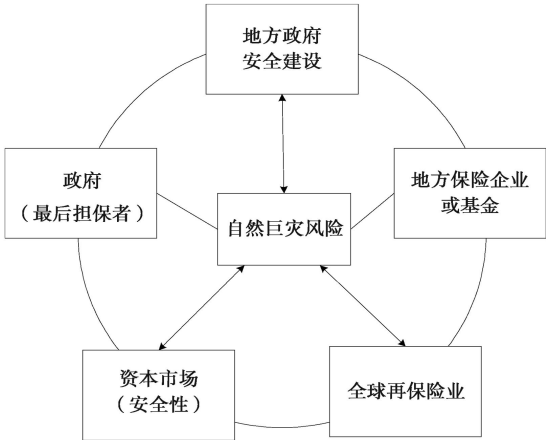 地方政府
安全建设
政府
（最后担保者）
地方保险企业
或基金
自然巨灾风险
资本市场
（安全性）
全球再保险业